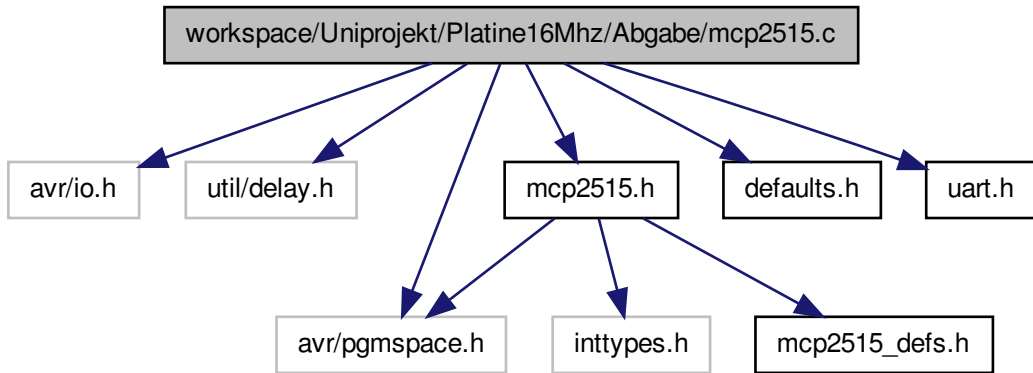 workspace/Uniprojekt/Platine16Mhz/Abgabe/mcp2515.c
avr/io.h
util/delay.h
mcp2515.h
defaults.h
uart.h
avr/pgmspace.h
inttypes.h
mcp2515_defs.h